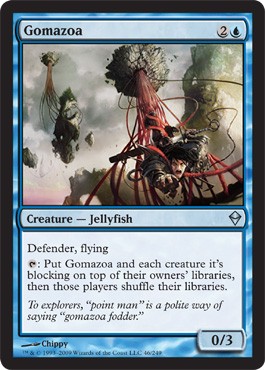 Gomazoa 2
Creature — Jellyfish
Defender, flying
: Put Gomazoa and each creature it's
blocking on top of their owners' libraries,
then those players shuffle their libraries.
To explorers, "point man" is a polite way of
saying "gomazoa fodder."
Chippy
™ & © 1993–2009 Wizards of the Coast LLC 46/249
0/3